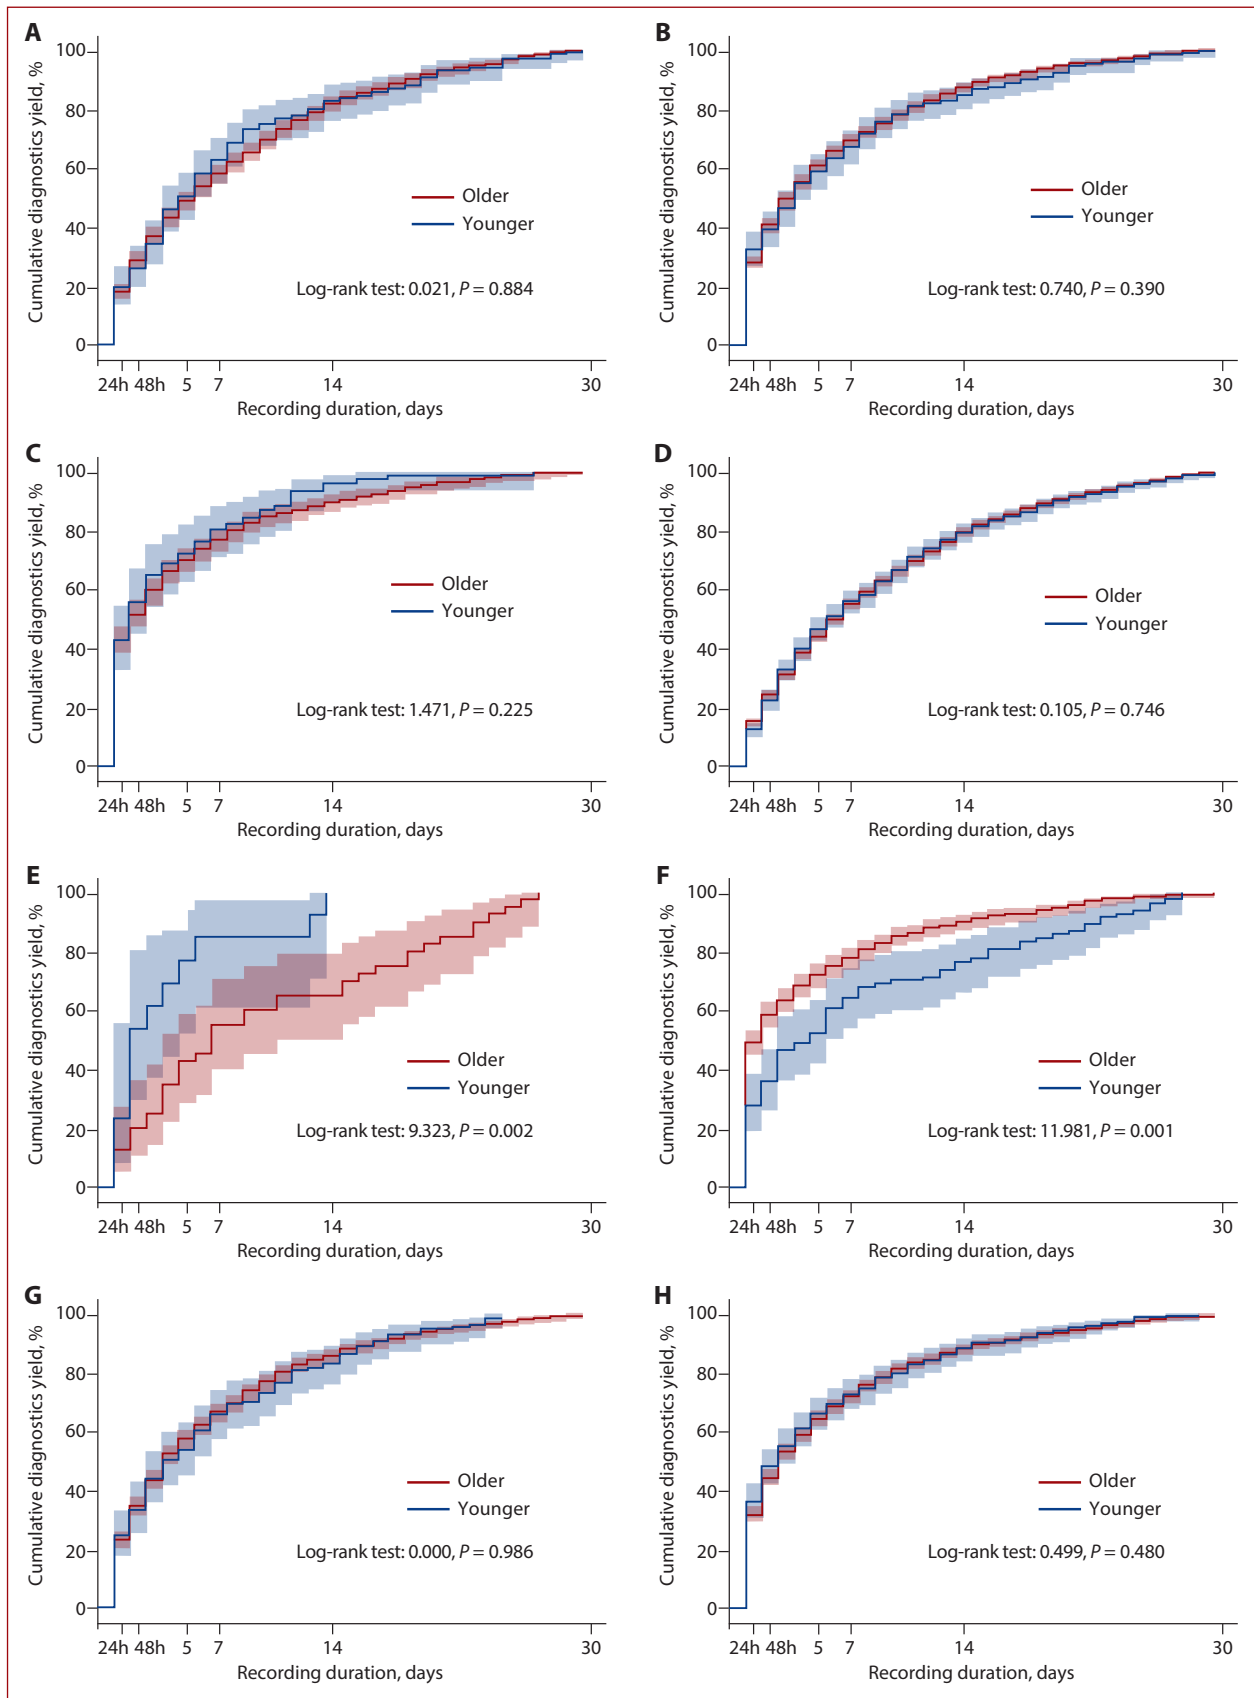 A
Cumulative diagnostics yield, %
100
80
60
40
20
0
Older
Younger
Log-rank test: 0.021, P = 0.884
24h 48h 5 7 14 30
Recording duration, days
B
Cumulative diagnostics yield, %
100
80
60
40
20
0
Older
Younger
Log-rank test: 0.740, P = 0.390
24h 48h 5 7 14 30
Recording duration, days
C
Cumulative diagnostics yield, %
100
80
60
40
20
0
Older
Younger
Log-rank test: 1.471, P = 0.225
24h 48h 5 7 14 30
Recording duration, days
D
Cumulative diagnostics yield, %
100
80
60
40
20
0
Older
Younger
Log-rank test: 0.105, P = 0.746
24h 48h 5 7 14 30
Recording duration, days
E
Cumulative diagnostics yield, %
100
80
60
40
20
0
Older
Younger
Log-rank test: 9.323, P = 0.002
24h 48h 5 7 14 30
Recording duration, days
F
Cumulative diagnostics yield, %
100
80
60
40
20
0
Older
Younger
Log-rank test: 11.981, P = 0.001
24h 48h 5 7 14 30
Recording duration, days
G
Cumulative diagnostics yield, %
100
80
60
40
20
0
Older
Younger
Log-rank test: 0.000, P = 0.986
24h 48h 5 7 14 30
Recording duration, days
H
Cumulative diagnostics yield, %
100
80
60
40
20
0
Older
Younger
Log-rank test: 0.499, P = 0.480
24h 48h 5 7 14 30
Recording duration, days